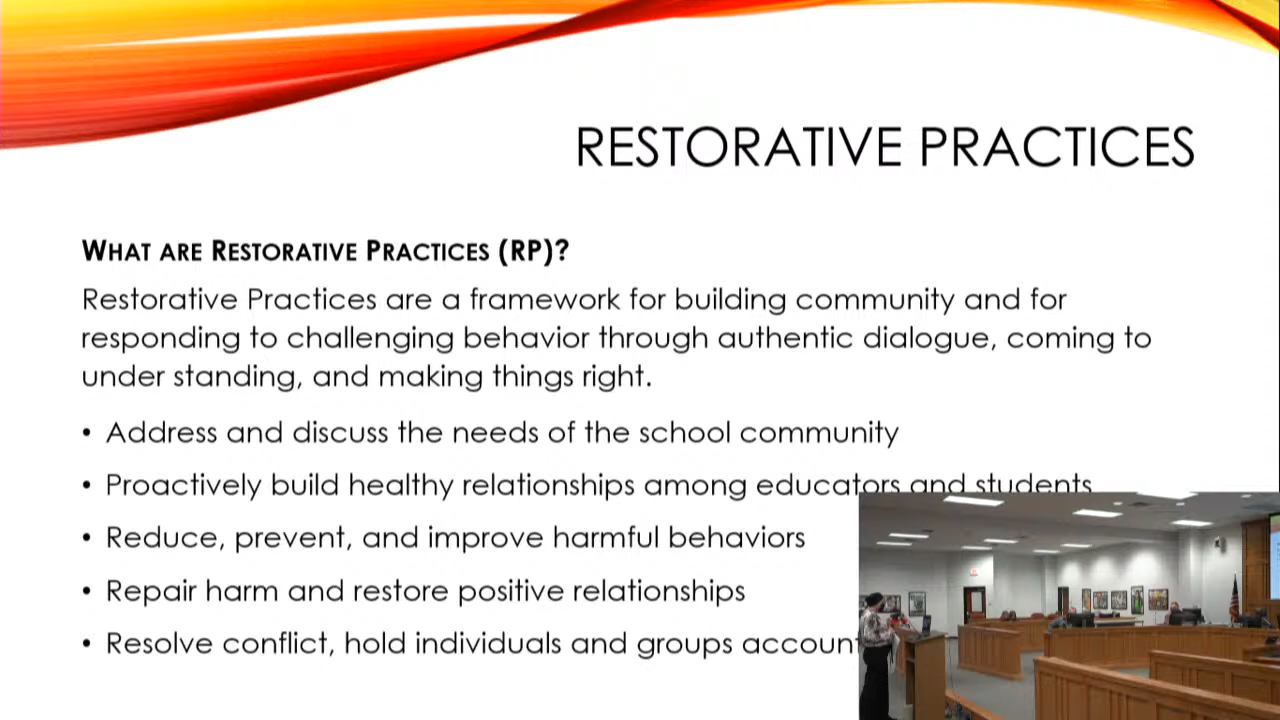 RESTORATIVE PRACTICES
WHAT ARE RESTORATIVE PRACTICES (RP)?
Restorative Practices are a framework for building community and for
responding to challenging behavior through authentic dialogue, coming to
under standing, and making things right.
• Address and discuss the needs of the school community
• Proactively build healthy relationships among educators and students
• Reduce, prevent, and improve harmful behaviors
• Repair harm and restore positive relationships
• Resolve conflict, hold individuals and groups